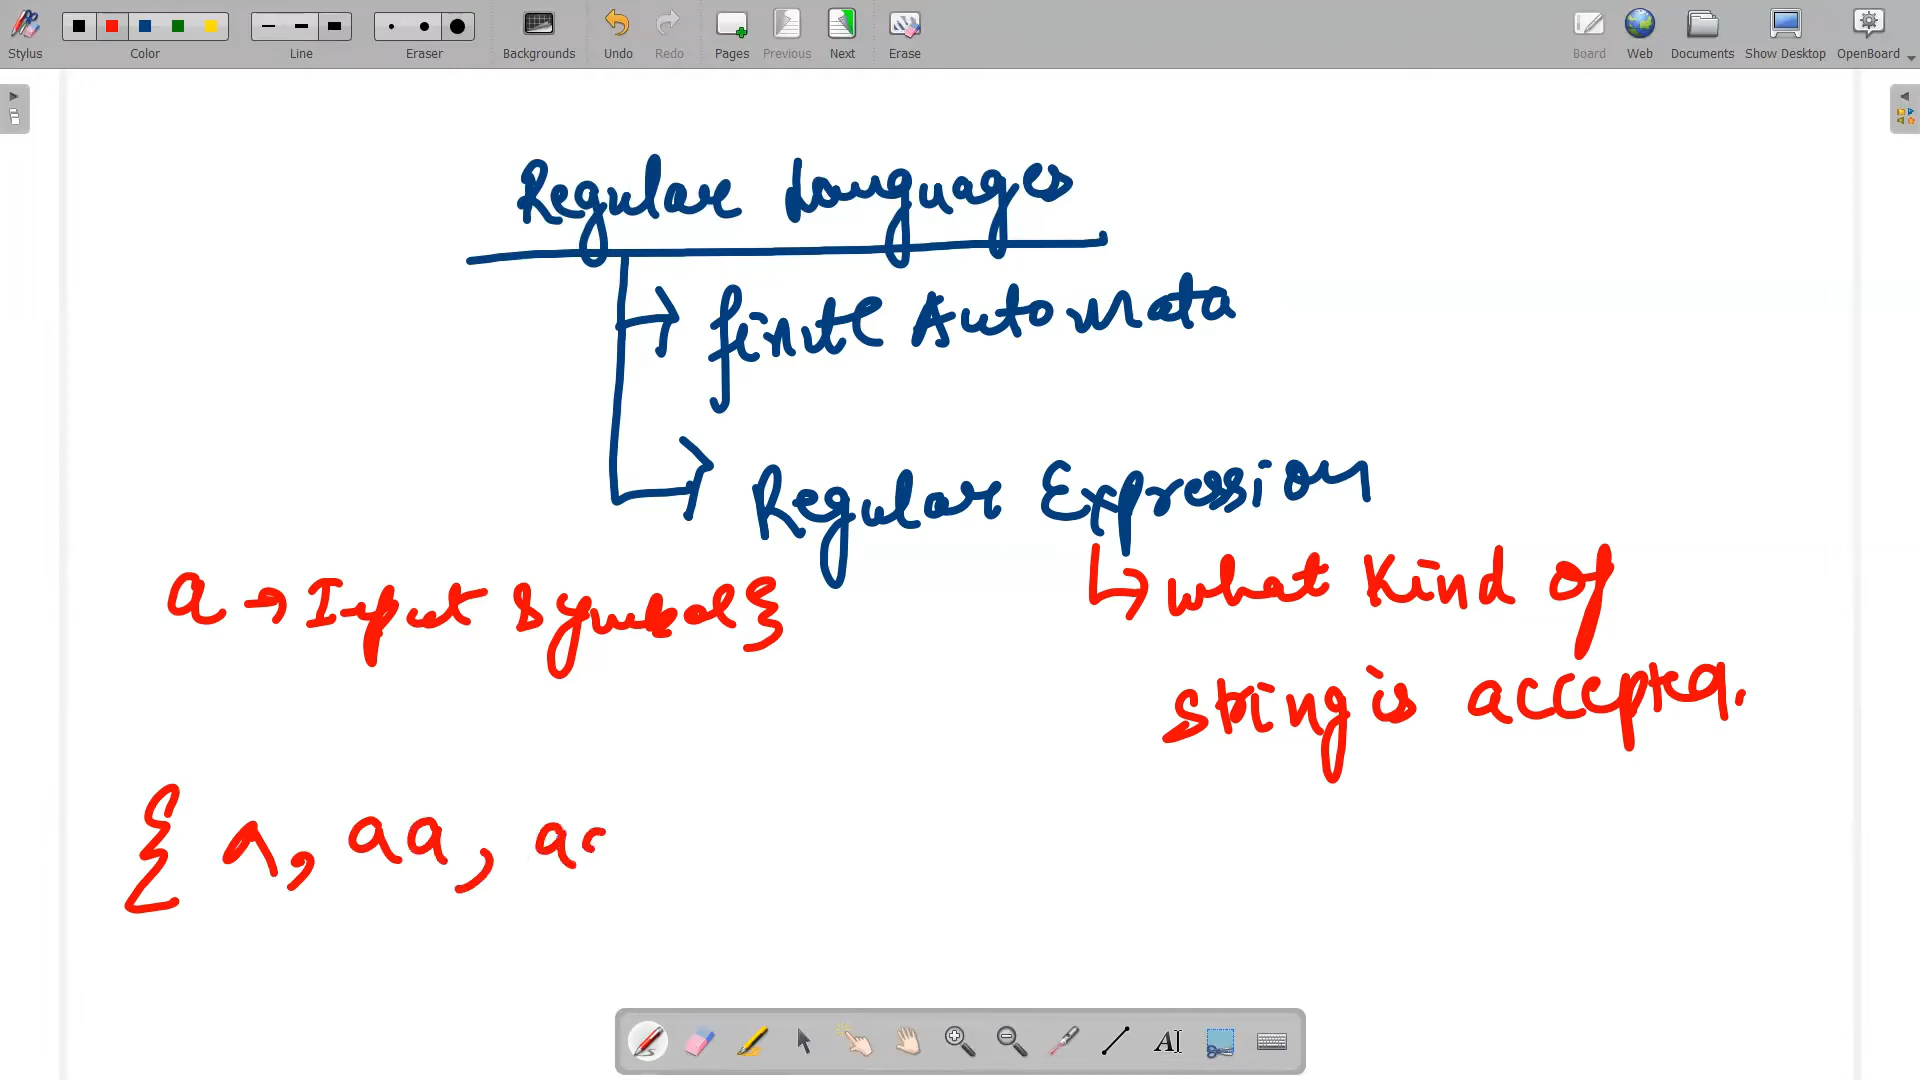 Stylus Color Line Eraser Backgrounds Undo Redo Pages Previous Next Erase Board Web Documents Show Desktop OpenBoard
Regular Languages
→ finite Automata
→ Regular Expression
a → Input Symbol}
↳ what kind of
string is accepted.
{ a, aa, a